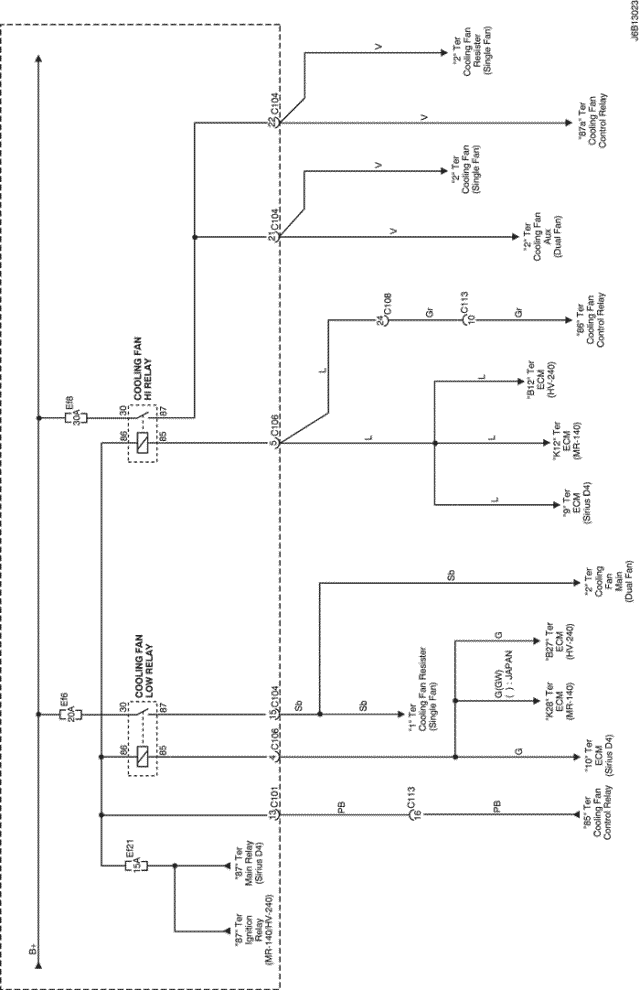 B+
Ef21
15A
Ef6
20A
Ef8
30A
COOLING FAN
LOW RELAY
COOLING FAN
HI RELAY
86
30
85
87
86
30
85
87
"87" Ter
Ignition
Relay
(MR-140/HV-240)
"87" Ter
Main Relay
(Sirius D4)
13 C101
C106
15 C104
5 C106
21 C104
22 C104
PB
Sb
Sb
L
L
V
V
V
V
16 C113
PB
24 C108
Gr
10 C113
Gr
"1" Ter
Cooling Fan Resister
(Single Fan)
Sb
"2" Ter
Cooling Fan
(Single Fan)
"2" Ter
Cooling Fan
Resister
(Single Fan)
G
G(GW)
( ) : JAPAN
G
L
L
L
"85" Ter
Cooling Fan
Control Relay
"10" Ter
ECM
(Sirius D4)
"K28" Ter
ECM
(MR-140)
"B27" Ter
ECM
(HV-240)
"2" Ter
Cooling
Fan
Main
(Dual Fan)
"9" Ter
ECM
(Sirius D4)
"K12" Ter
ECM
(MR-140)
"B12" Ter
ECM
(HV-240)
"86" Ter
Cooling Fan
Control Relay
"2" Ter
Cooling Fan
Aux
(Dual Fan)
"87a" Ter
Cooling Fan
Control Relay
J6B13023